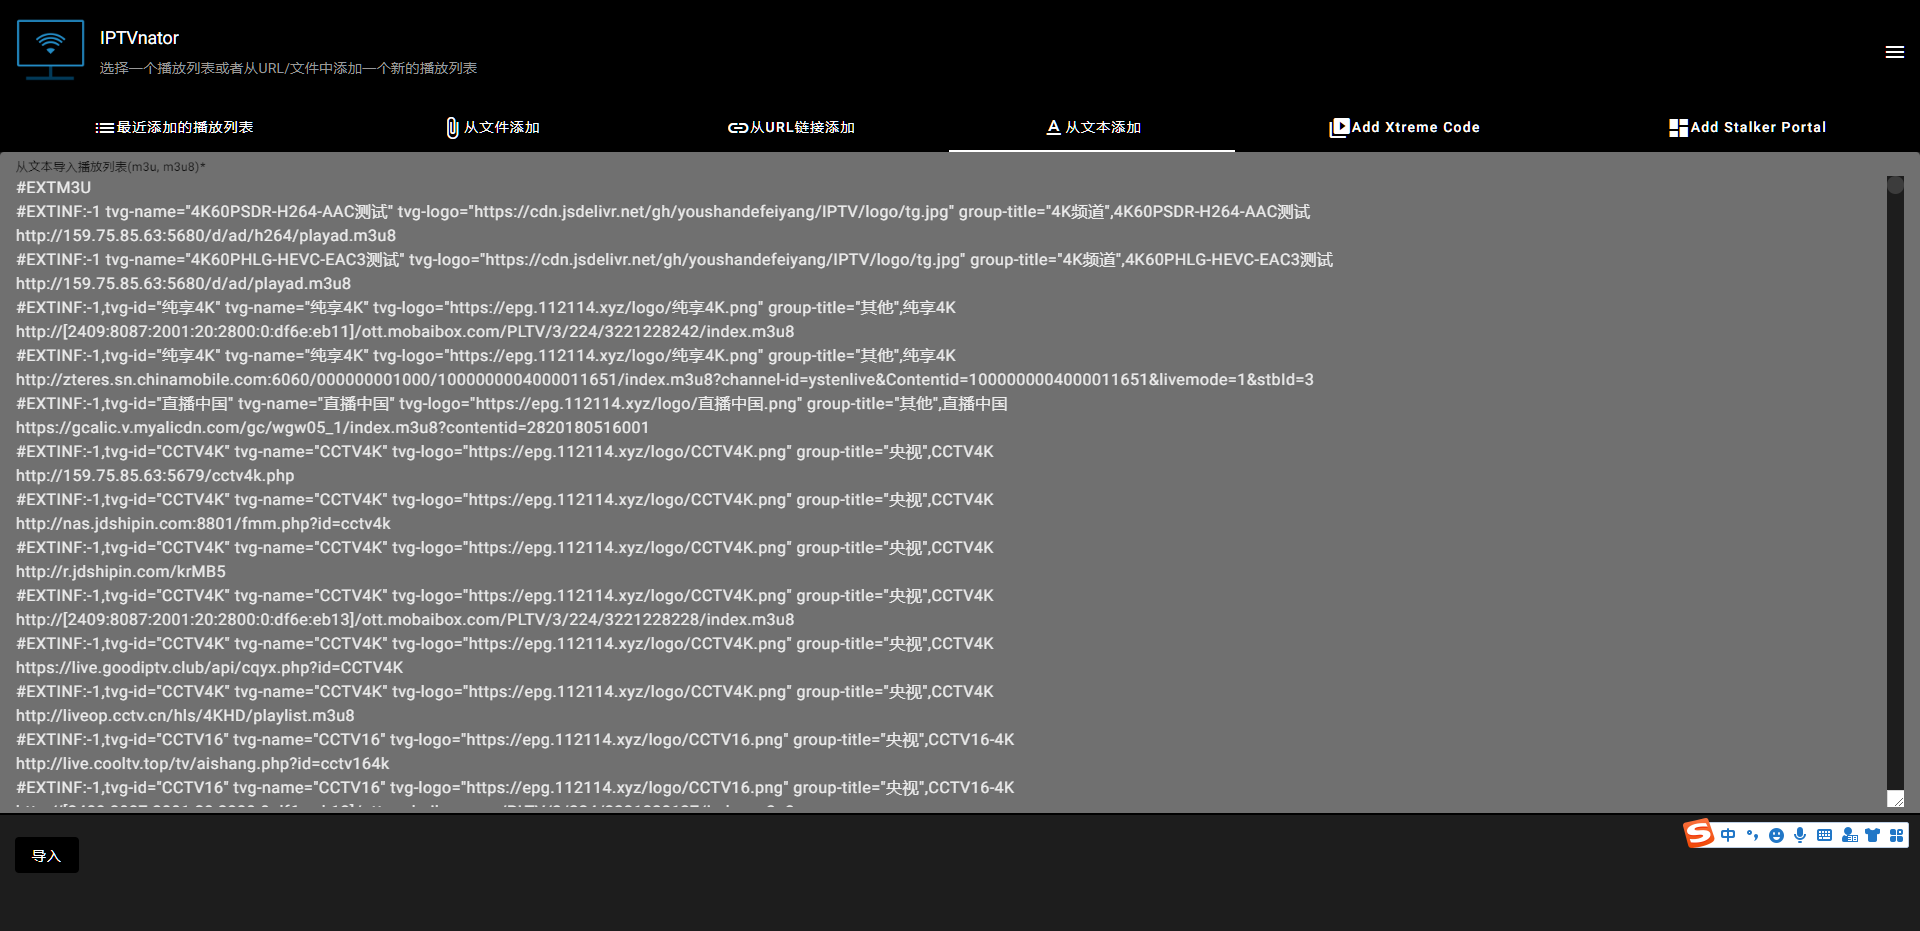 IPTVnator
选择一个播放列表或者从URL/文件中添加一个新的播放列表
最近添加的播放列表
从文件添加
从URL链接添加
从文本添加
Add Xtreme Code
Add Stalker Portal
从文本导入播放列表(m3u, m3u8)*
#EXTM3U
#EXTINF:-1 tvg-name="4K60PSDR-H264-AAC测试" tvg-logo="https://cdn.jsdelivr.net/gh/youshandefeiyang/IPTV/logo/tg.jpg" group-title="4K频道",4K60PSDR-H264-AAC测试
http://159.75.85.63:5680/d/ad/h264/playad.m3u8
#EXTINF:-1 tvg-name="4K60PHLG-HEVC-EAC3测试" tvg-logo="https://cdn.jsdelivr.net/gh/youshandefeiyang/IPTV/logo/tg.jpg" group-title="4K频道",4K60PHLG-HEVC-EAC3测试
http://159.75.85.63:5680/d/ad/playad.m3u8
#EXTINF:-1,tvg-id="纯享4K" tvg-name="纯享4K" tvg-logo="https://epg.112114.xyz/logo/纯享4K.png" group-title="其他",纯享4K
http://[2409:8087:2001:20:2800:0:df6e:eb11]/ott.mobaibox.com/PLTV/3/224/3221228242/index.m3u8
#EXTINF:-1,tvg-id="纯享4K" tvg-name="纯享4K" tvg-logo="https://epg.112114.xyz/logo/纯享4K.png" group-title="其他",纯享4K
http://zteres.sn.chinamobile.com:6060/000000001000/1000000004000011651/index.m3u8?channel-id=ystenlive&Contentid=1000000004000011651&livemode=1&stbId=3
#EXTINF:-1,tvg-id="直播中国" tvg-name="直播中国" tvg-logo="https://epg.112114.xyz/logo/直播中国.png" group-title="其他",直播中国
https://gcalic.v.myalicdn.com/gc/wgw05_1/index.m3u8?contentid=2820180516001
#EXTINF:-1,tvg-id="CCTV4K" tvg-name="CCTV4K" tvg-logo="https://epg.112114.xyz/logo/CCTV4K.png" group-title="央视",CCTV4K
http://159.75.85.63:5679/cctv4k.php
#EXTINF:-1,tvg-id="CCTV4K" tvg-name="CCTV4K" tvg-logo="https://epg.112114.xyz/logo/CCTV4K.png" group-title="央视",CCTV4K
http://nas.jdshipin.com:8801/fmm.php?id=cctv4k
#EXTINF:-1,tvg-id="CCTV4K" tvg-name="CCTV4K" tvg-logo="https://epg.112114.xyz/logo/CCTV4K.png" group-title="央视",CCTV4K
http://r.jdshipin.com/krMB5
#EXTINF:-1,tvg-id="CCTV4K" tvg-name="CCTV4K" tvg-logo="https://epg.112114.xyz/logo/CCTV4K.png" group-title="央视",CCTV4K
http://[2409:8087:2001:20:2800:0:df6e:eb13]/ott.mobaibox.com/PLTV/3/224/3221228228/index.m3u8
#EXTINF:-1,tvg-id="CCTV4K" tvg-name="CCTV4K" tvg-logo="https://epg.112114.xyz/logo/CCTV4K.png" group-title="央视",CCTV4K
https://live.goodiptv.club/api/cqyx.php?id=CCTV4K
#EXTINF:-1,tvg-id="CCTV4K" tvg-name="CCTV4K" tvg-logo="https://epg.112114.xyz/logo/CCTV4K.png" group-title="央视",CCTV4K
http://liveop.cctv.cn/hls/4KHD/playlist.m3u8
#EXTINF:-1,tvg-id="CCTV16" tvg-name="CCTV16" tvg-logo="https://epg.112114.xyz/logo/CCTV16.png" group-title="央视",CCTV16-4K
http://live.cooltv.top/tv/aishang.php?id=cctv164k
#EXTINF:-1,tvg-id="CCTV16" tvg-name="CCTV16" tvg-logo="https://epg.112114.xyz/logo/CCTV16.png" group-title="央视",CCTV16-4K
导入
中